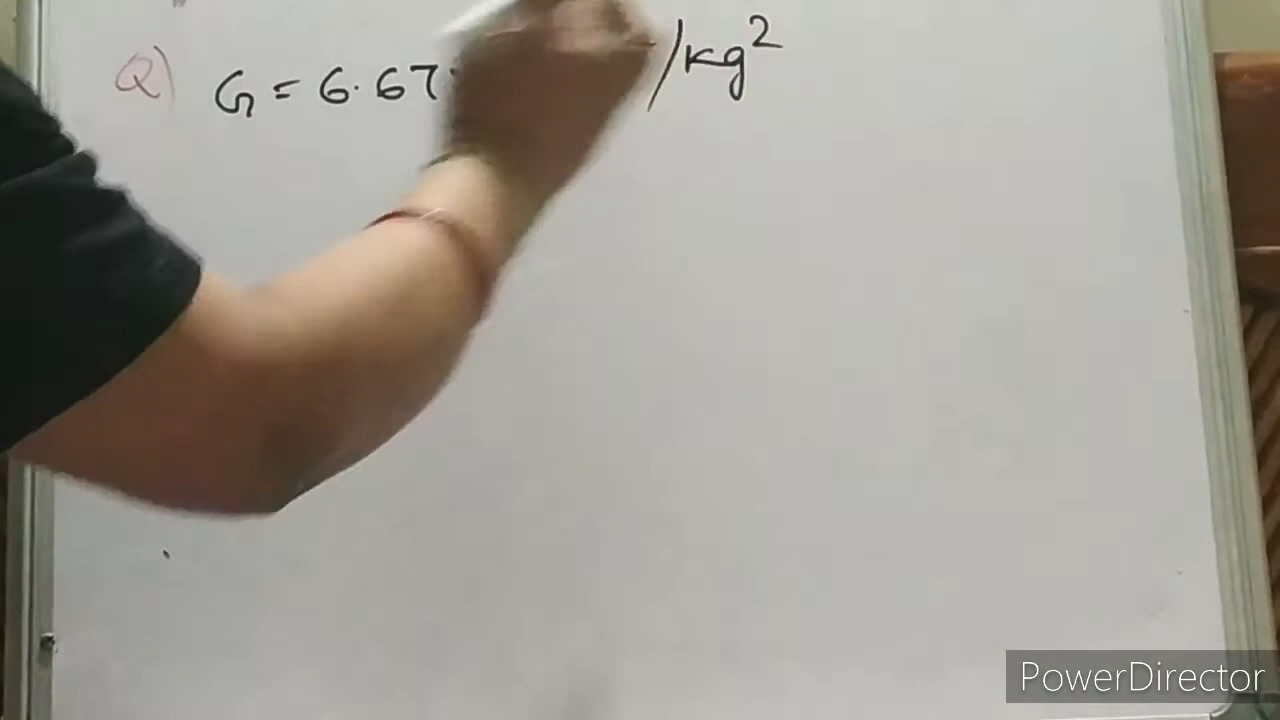 Q) G = 6.67 /kg²
PowerDirector